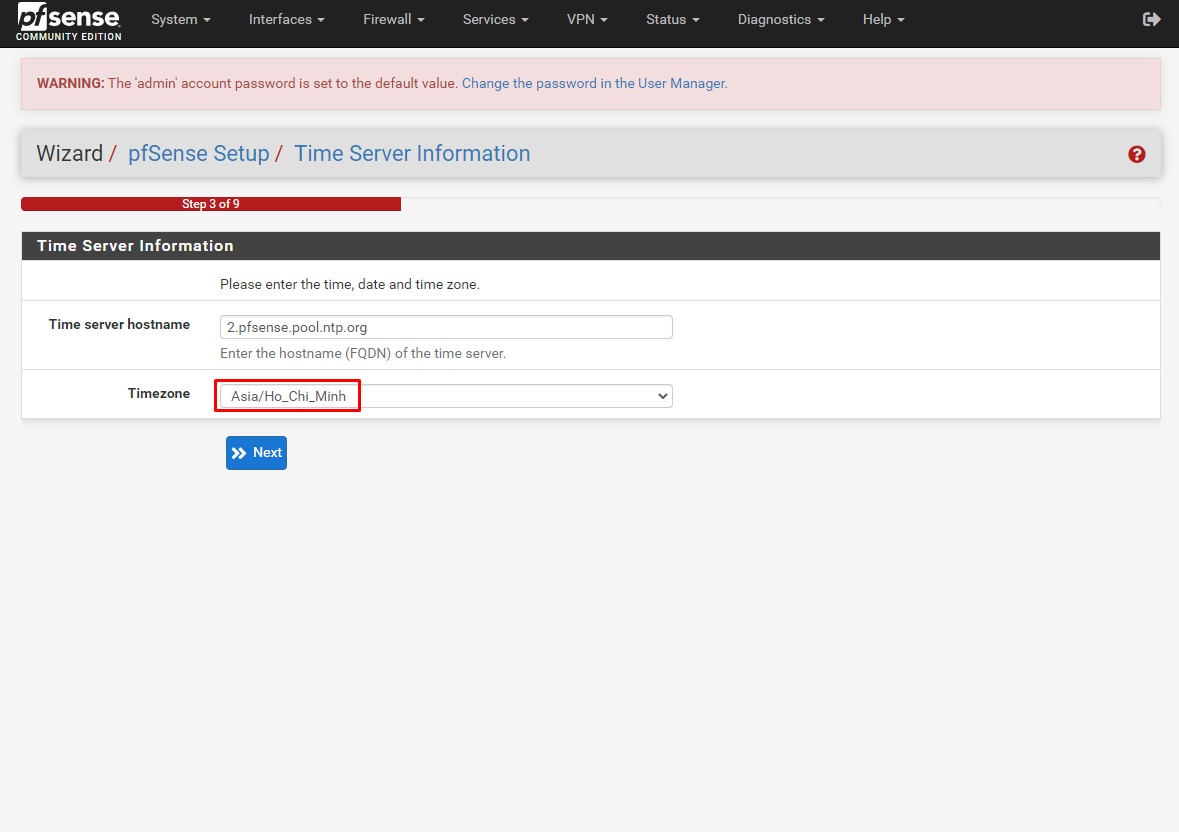 pfsense
COMMUNITY EDITION
System Interfaces Firewall Services VPN Status Diagnostics Help
WARNING: The 'admin' account password is set to the default value. Change the password in the User Manager.
Wizard / pfSense Setup / Time Server Information
Step 3 of 9
Time Server Information
Please enter the time, date and time zone.
Time server hostname 2.pfsense.pool.ntp.org
Enter the hostname (FQDN) of the time server.
Timezone Asia/Ho_Chi_Minh
Next